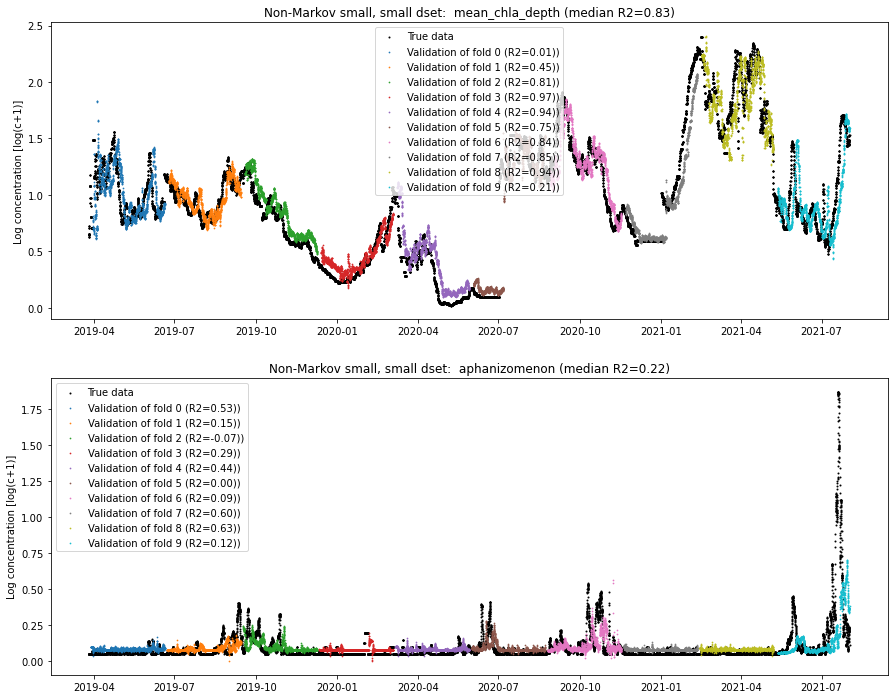 Non-Markov small, small dset:  mean_chla_depth (median R2=0.83)
Log concentration [log(c+1)]
2.5
2.0
1.5
1.0
0.5
0.0
True data
Validation of fold 0 (R2=0.01))
Validation of fold 1 (R2=0.45))
Validation of fold 2 (R2=0.81))
Validation of fold 3 (R2=0.97))
Validation of fold 4 (R2=0.94))
Validation of fold 5 (R2=0.75))
Validation of fold 6 (R2=0.84))
Validation of fold 7 (R2=0.85))
Validation of fold 8 (R2=0.94))
Validation of fold 9 (R2=0.21))
2019-04 2019-07 2019-10 2020-01 2020-04 2020-07 2020-10 2021-01 2021-04 2021-07
Non-Markov small, small dset:  aphanizomenon (median R2=0.22)
Log concentration [log(c+1)]
1.75
1.50
1.25
1.00
0.75
0.50
0.25
0.00
True data
Validation of fold 0 (R2=0.53))
Validation of fold 1 (R2=0.15))
Validation of fold 2 (R2=-0.07))
Validation of fold 3 (R2=0.29))
Validation of fold 4 (R2=0.44))
Validation of fold 5 (R2=0.00))
Validation of fold 6 (R2=0.09))
Validation of fold 7 (R2=0.60))
Validation of fold 8 (R2=0.63))
Validation of fold 9 (R2=0.12))
2019-04 2019-07 2019-10 2020-01 2020-04 2020-07 2020-10 2021-01 2021-04 2021-07